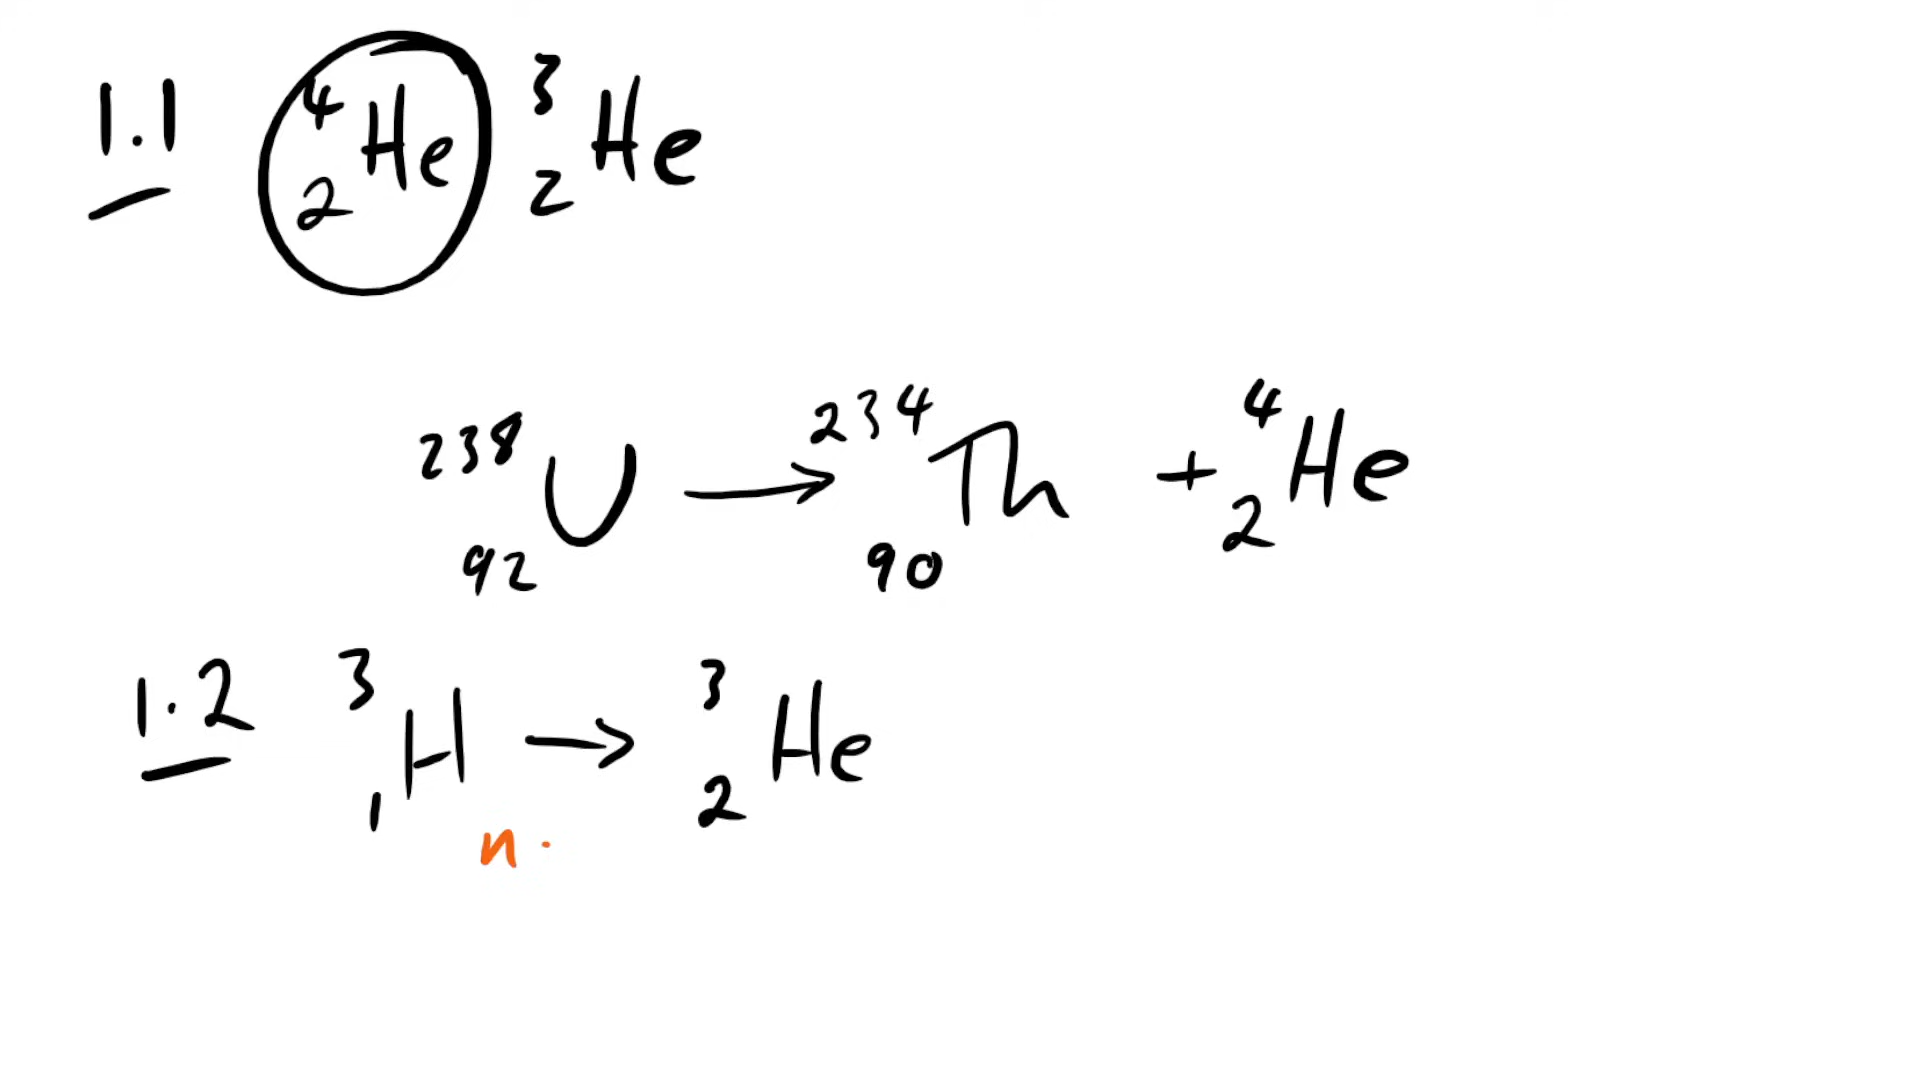 1.1 ⁴₂He ³₂He
²³⁸₉₂U → ²³⁴₉₀Th + ⁴₂He
1.2 ³₁H → ³₂He
n.